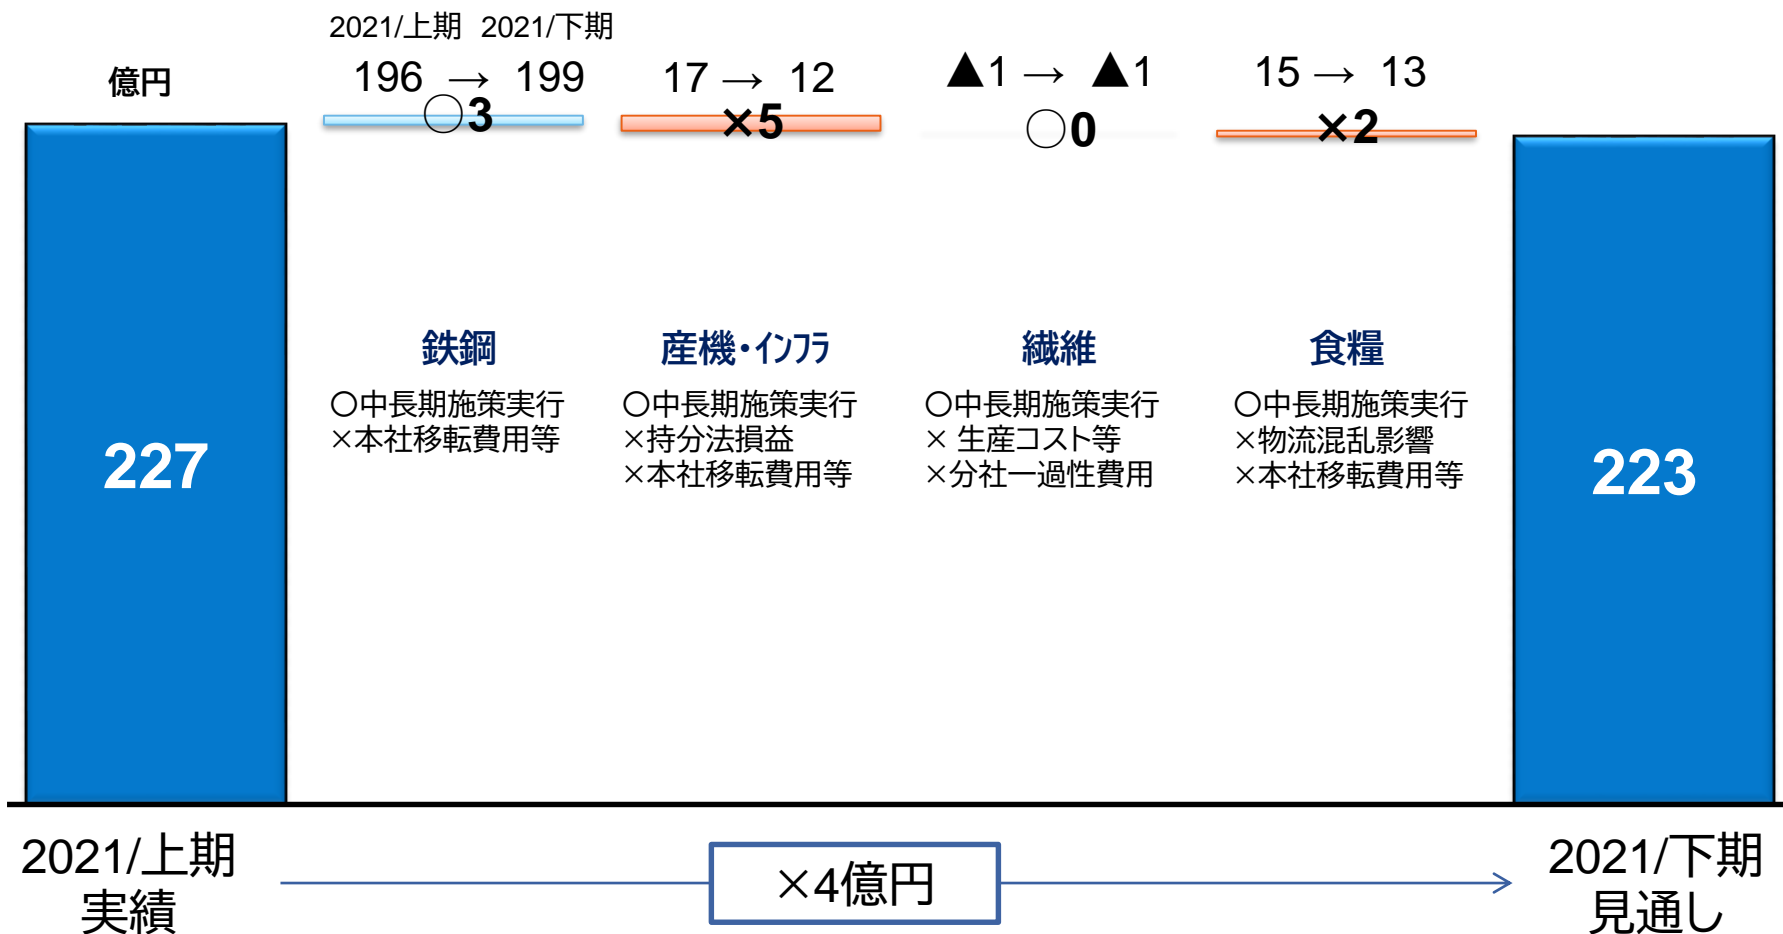 億円
2021/上期 2021/下期
196 → 199
○3
17 → 12
×5
▲1 → ▲1
○0
15 → 13
×2
227
鉄鋼
○中長期施策実行
×本社移転費用等
産機・インフラ
○中長期施策実行
×持分法損益
×本社移転費用等
繊維
○中長期施策実行
× 生産コスト等
×分社一過性費用
食糧
○中長期施策実行
×物流混乱影響
×本社移転費用等
223
2021/上期
実績
×4億円
2021/下期
見通し